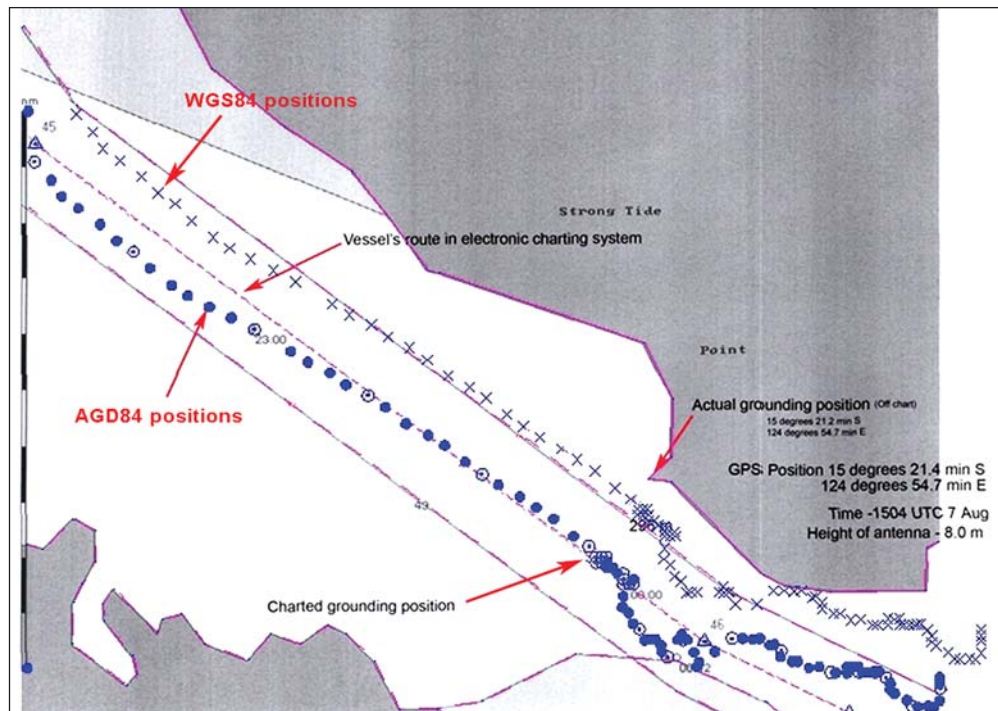 WGS84 positions
45
Strong Tide
Vessel's route in electronic charting system
23:00
Point
AGD84 positions
Actual grounding position (Off chart)
15 degrees 21.2 min S
124 degrees 54.7 min E
GPS: Position 15 degrees 21.4 min S
124 degrees 54.7 min E
49
Time -1504 UTC 7 Aug
Height of antenna - 8.0 m
Charted grounding position
00:00
46